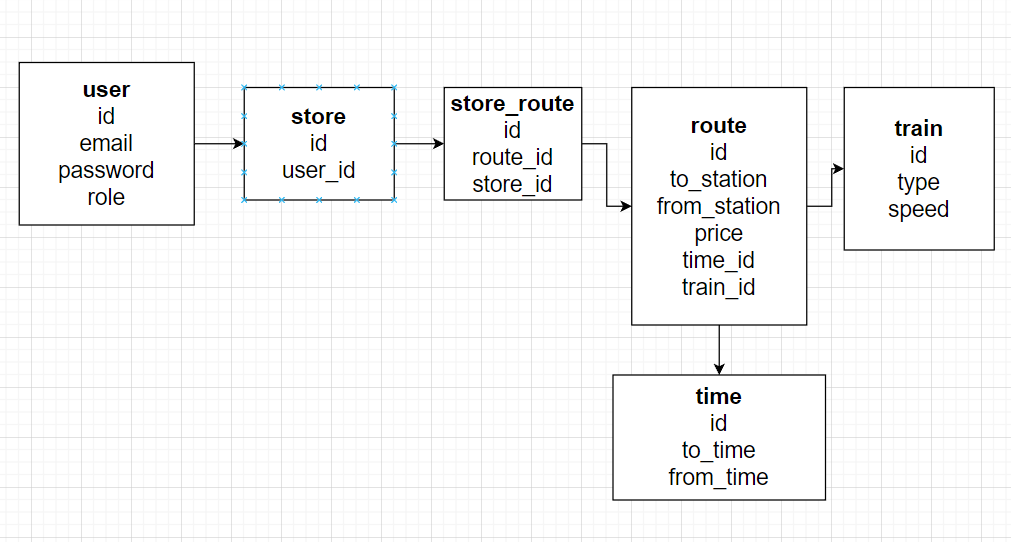 user
id
email
password
role
store
id
user_id
store_route
id
route_id
store_id
route
id
to_station
from_station
price
time_id
train_id
train
id
type
speed
time
id
to_time
from_time